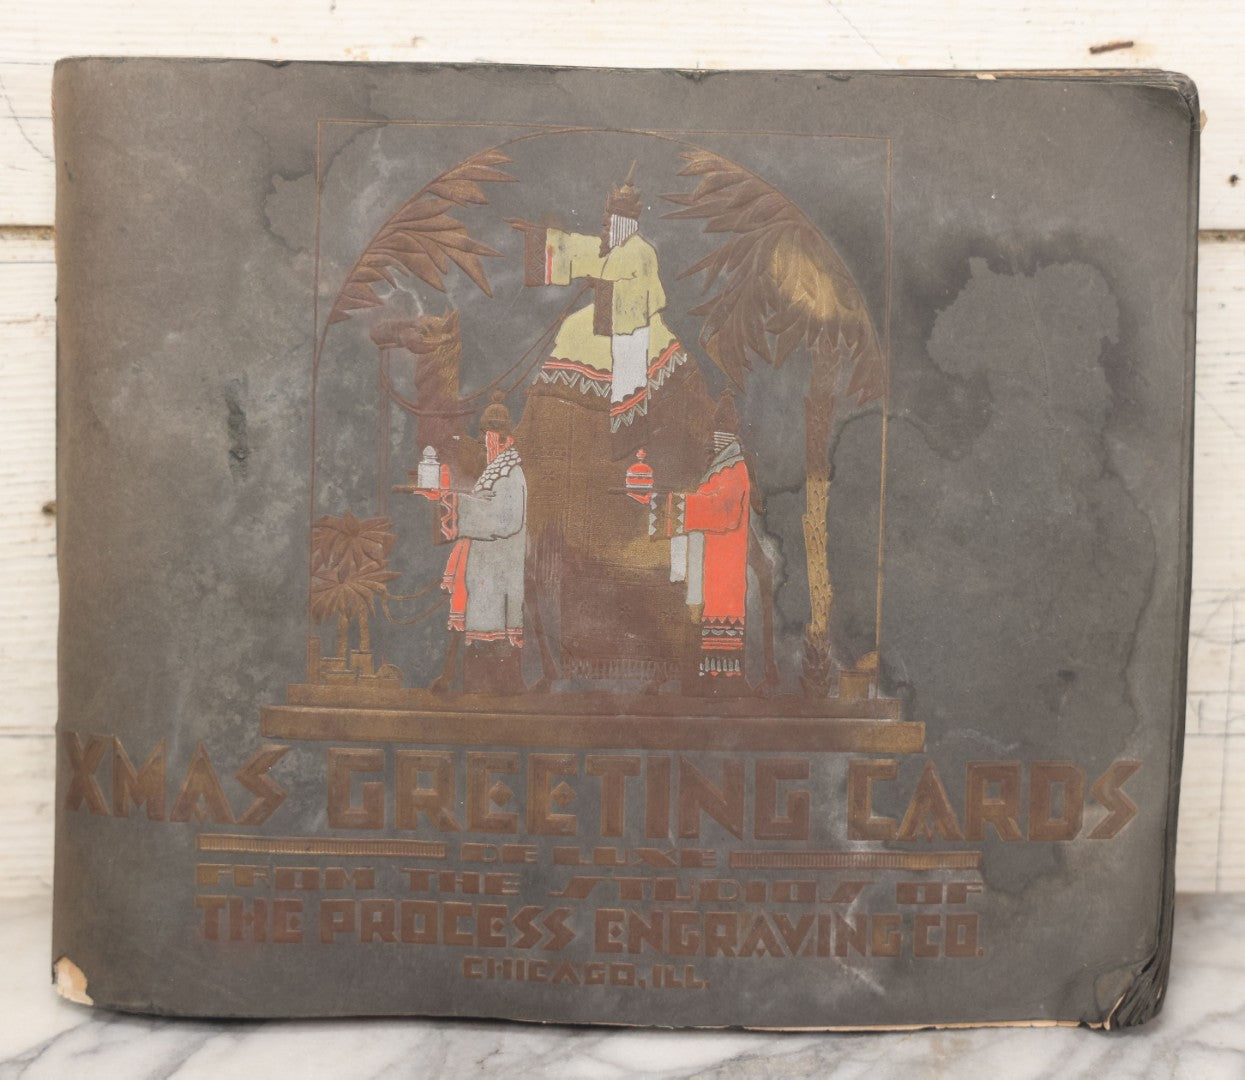 XMAS GREETING CARDS
DE LUXE
FROM THE STUDIOS OF
THE PROCESS ENGRAVING CO.
CHICAGO, ILL.